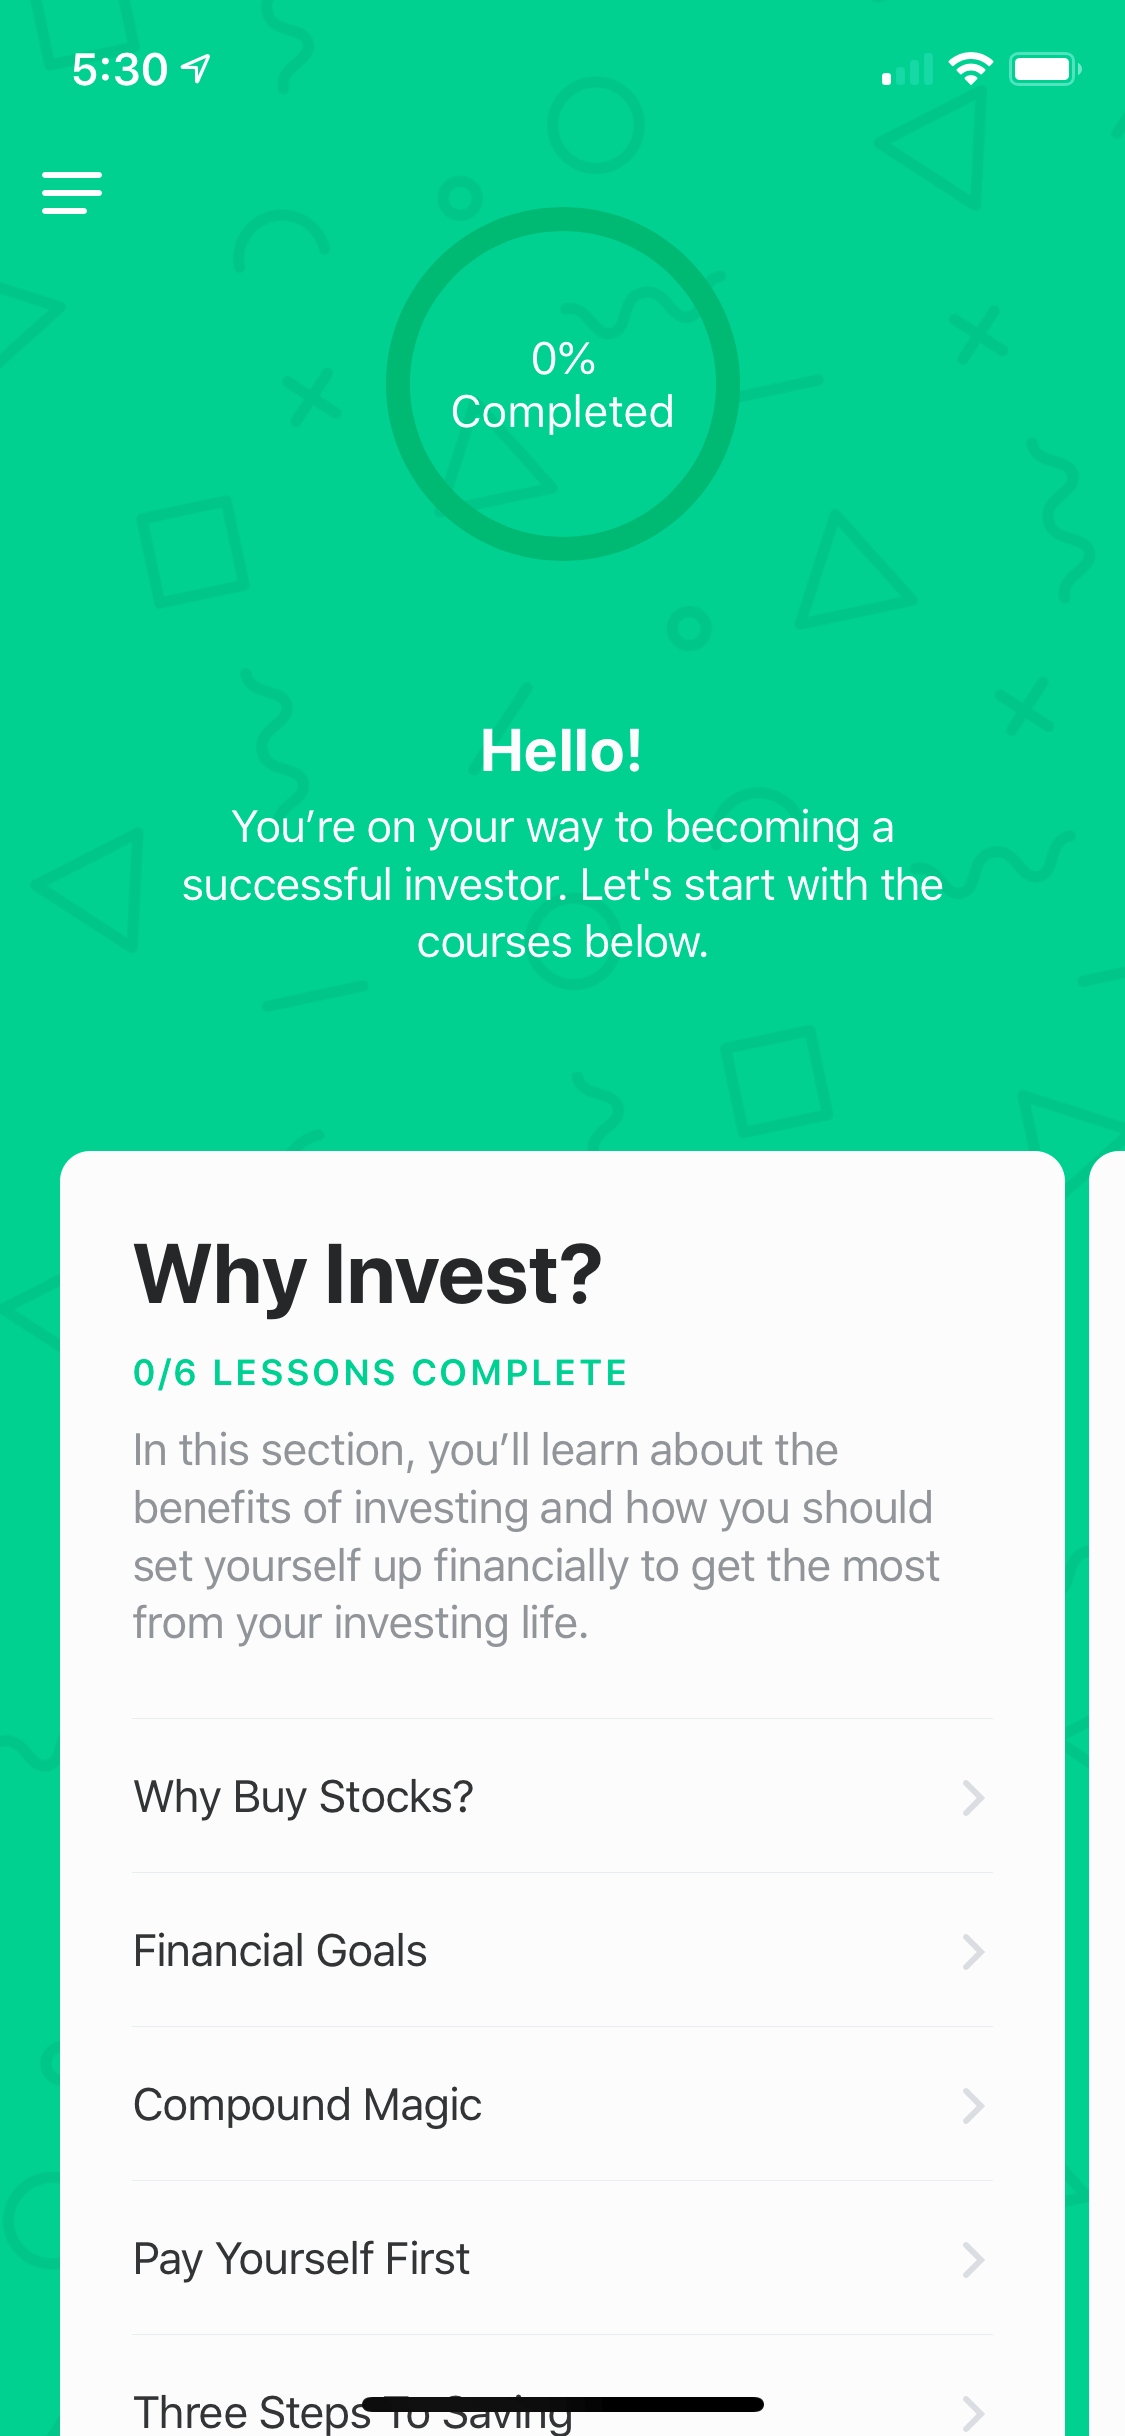 5:30
0%
Completed
Hello!
You’re on your way to becoming a
successful investor. Let's start with the
courses below.
Why Invest?
0/6 LESSONS COMPLETE
In this section, you’ll learn about the
benefits of investing and how you should
set yourself up financially to get the most
from your investing life.
Why Buy Stocks?
Financial Goals
Compound Magic
Pay Yourself First
Three Steps To Saving